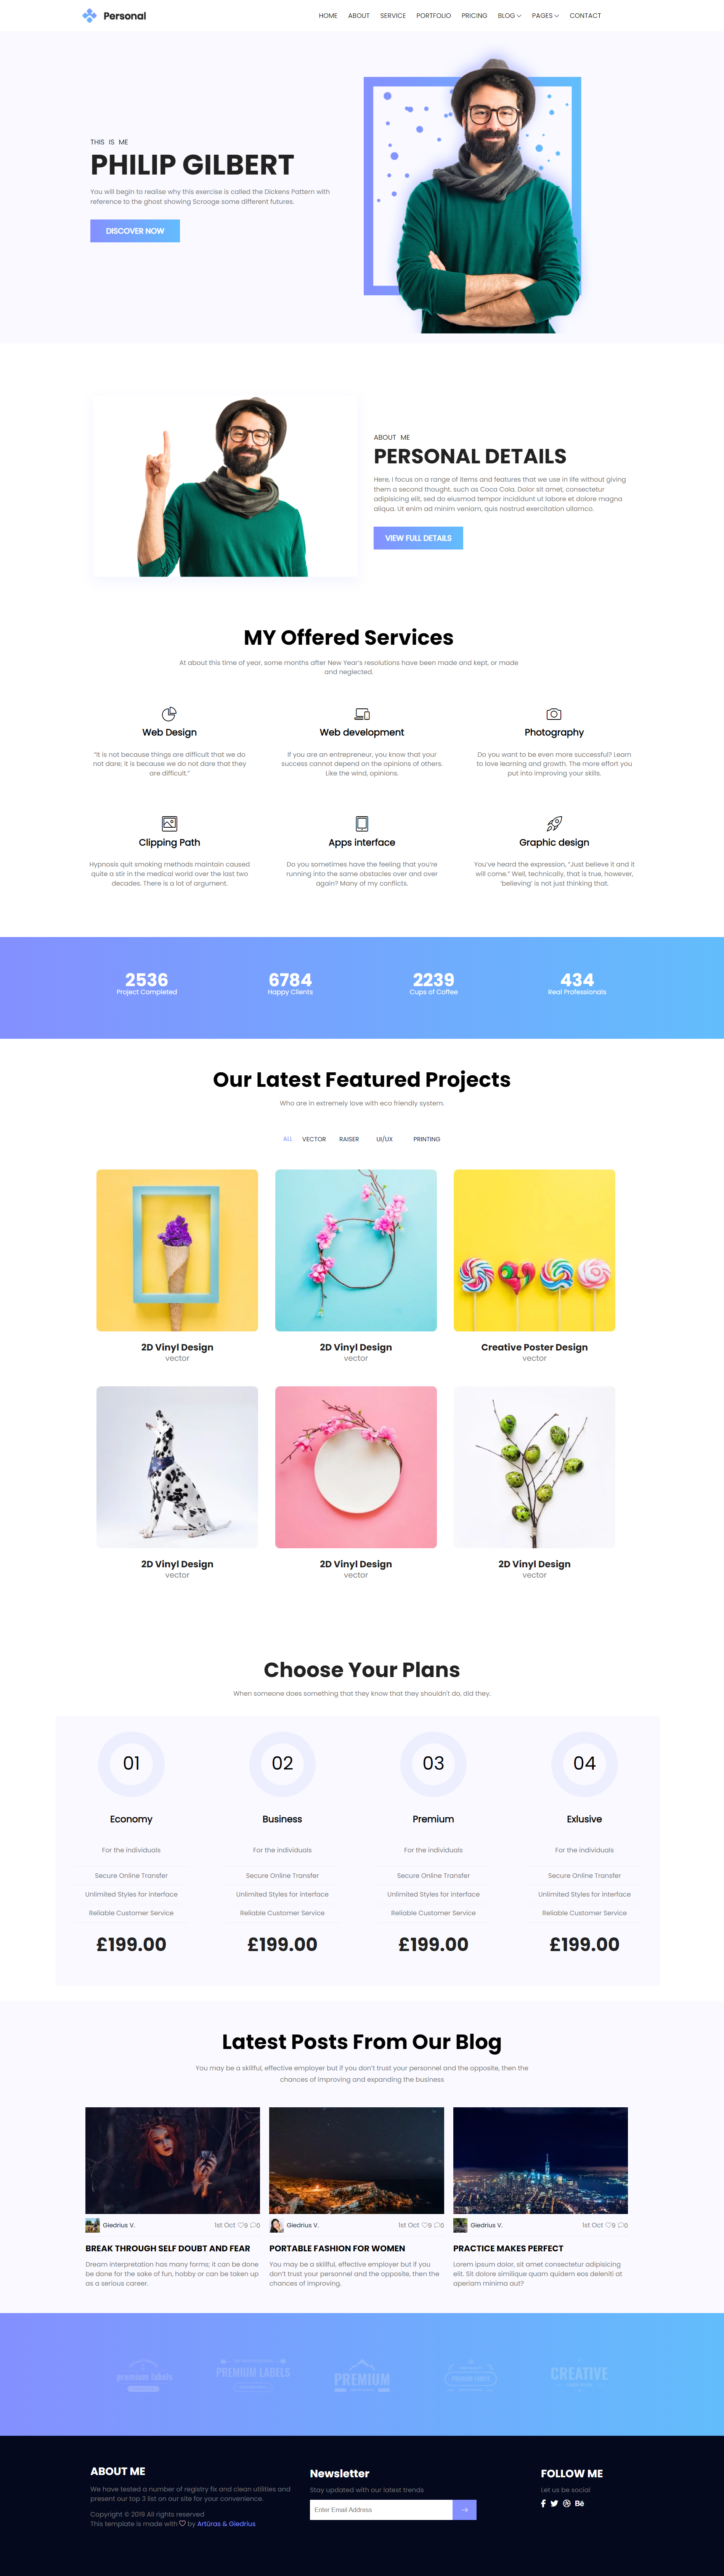 Personal
HOME ABOUT SERVICE PORTFOLIO PRICING BLOG PAGES CONTACT
THIS IS ME
PHILIP GILBERT
You will begin to realise why this exercise is called the Dickens Pattern with
reference to the ghost showing Scrooge some different futures.
DISCOVER NOW
ABOUT ME
PERSONAL DETAILS
Here, I focus on a range of items and features that we use in life without giving
them a second thought. such as Coca Cola. Dolor sit amet, consectetur
adipisicing elit, sed do eiusmod tempor incididunt ut labore et dolore magna
aliqua. Ut enim ad minim veniam, quis nostrud exercitation ullamco.
VIEW FULL DETAILS
MY Offered Services
At about this time of year, some months after New Year's resolutions have been made and kept, or made
and neglected.
Web Design
"It is not because things are difficult that we do
not dare; it is because we do not dare that they
are difficult."
Web development
If you are an entrepreneur, you know that your
success cannot depend on the opinions of others.
Like the wind, opinions.
Photography
Do you want to be even more successful? Learn
to love learning and growth. The more effort you
put into improving your skills.
Clipping Path
Hypnosis quit smoking methods maintain caused
quite a stir in the medical world over the last two
decades. There is a lot of argument.
Apps interface
Do you sometimes have the feeling that you're
running into the same obstacles over and over
again? Many of my conflicts.
Graphic design
You've heard the expression, "Just believe it and it
will come." Well, technically, that is true, however,
'believing' is not just thinking that.
2536 6784 2239 434
Project Completed Happy Clients Cups of Coffee Real Professionals
Our Latest Featured Projects
Who are in extremely love with eco friendly system.
ALL VECTOR RAISER UI/UX PRINTING
2D Vinyl Design 2D Vinyl Design Creative Poster Design
vector vector vector
2D Vinyl Design 2D Vinyl Design 2D Vinyl Design
vector vector vector
Choose Your Plans
When someone does something that they know that they shouldn't do, did they.
01 02 03 04
Economy Business Premium Exlusive
For the individuals For the individuals For the individuals For the individuals
Secure Online Transfer Secure Online Transfer Secure Online Transfer Secure Online Transfer
Unlimited Styles for interface Unlimited Styles for interface Unlimited Styles for interface Unlimited Styles for interface
Reliable Customer Service Reliable Customer Service Reliable Customer Service Reliable Customer Service
£199.00 £199.00 £199.00 £199.00
Latest Posts From Our Blog
You may be a skillful, effective employer but if you don't trust your personnel and the opposite, then the
chances of improving and expanding the business
Giedrius V. 1st Oct 9 0
BREAK THROUGH SELF DOUBT AND FEAR
Dream interpretation has many forms; it can be done
be done for the sake of fun, hobby or can be taken up
as a serious career.
Giedrius V. 1st Oct 9 0
PORTABLE FASHION FOR WOMEN
You may be a skillful, effective employer but if you
don't trust your personnel and the opposite, then the
chances of improving.
Giedrius V. 1st Oct 9 0
PRACTICE MAKES PERFECT
Lorem ipsum dolor, sit amet consectetur adipisicing
elit. Sit dolore similique quam quidem eos deleniti at
aperiam minima aut?
premium labels
PREMIUM LABELS
PREMIUM
PREMIUM LABELS
CREATIVE
ABOUT ME
We have tested a number of registry fix and clean utilities and
present our top 3 list on our site for your convenience.
Copyright © 2019 All rights reserved
This template is made with by Artūras & Giedrius
Newsletter
Stay updated with our latest trends
Enter Email Address
FOLLOW ME
Let us be social